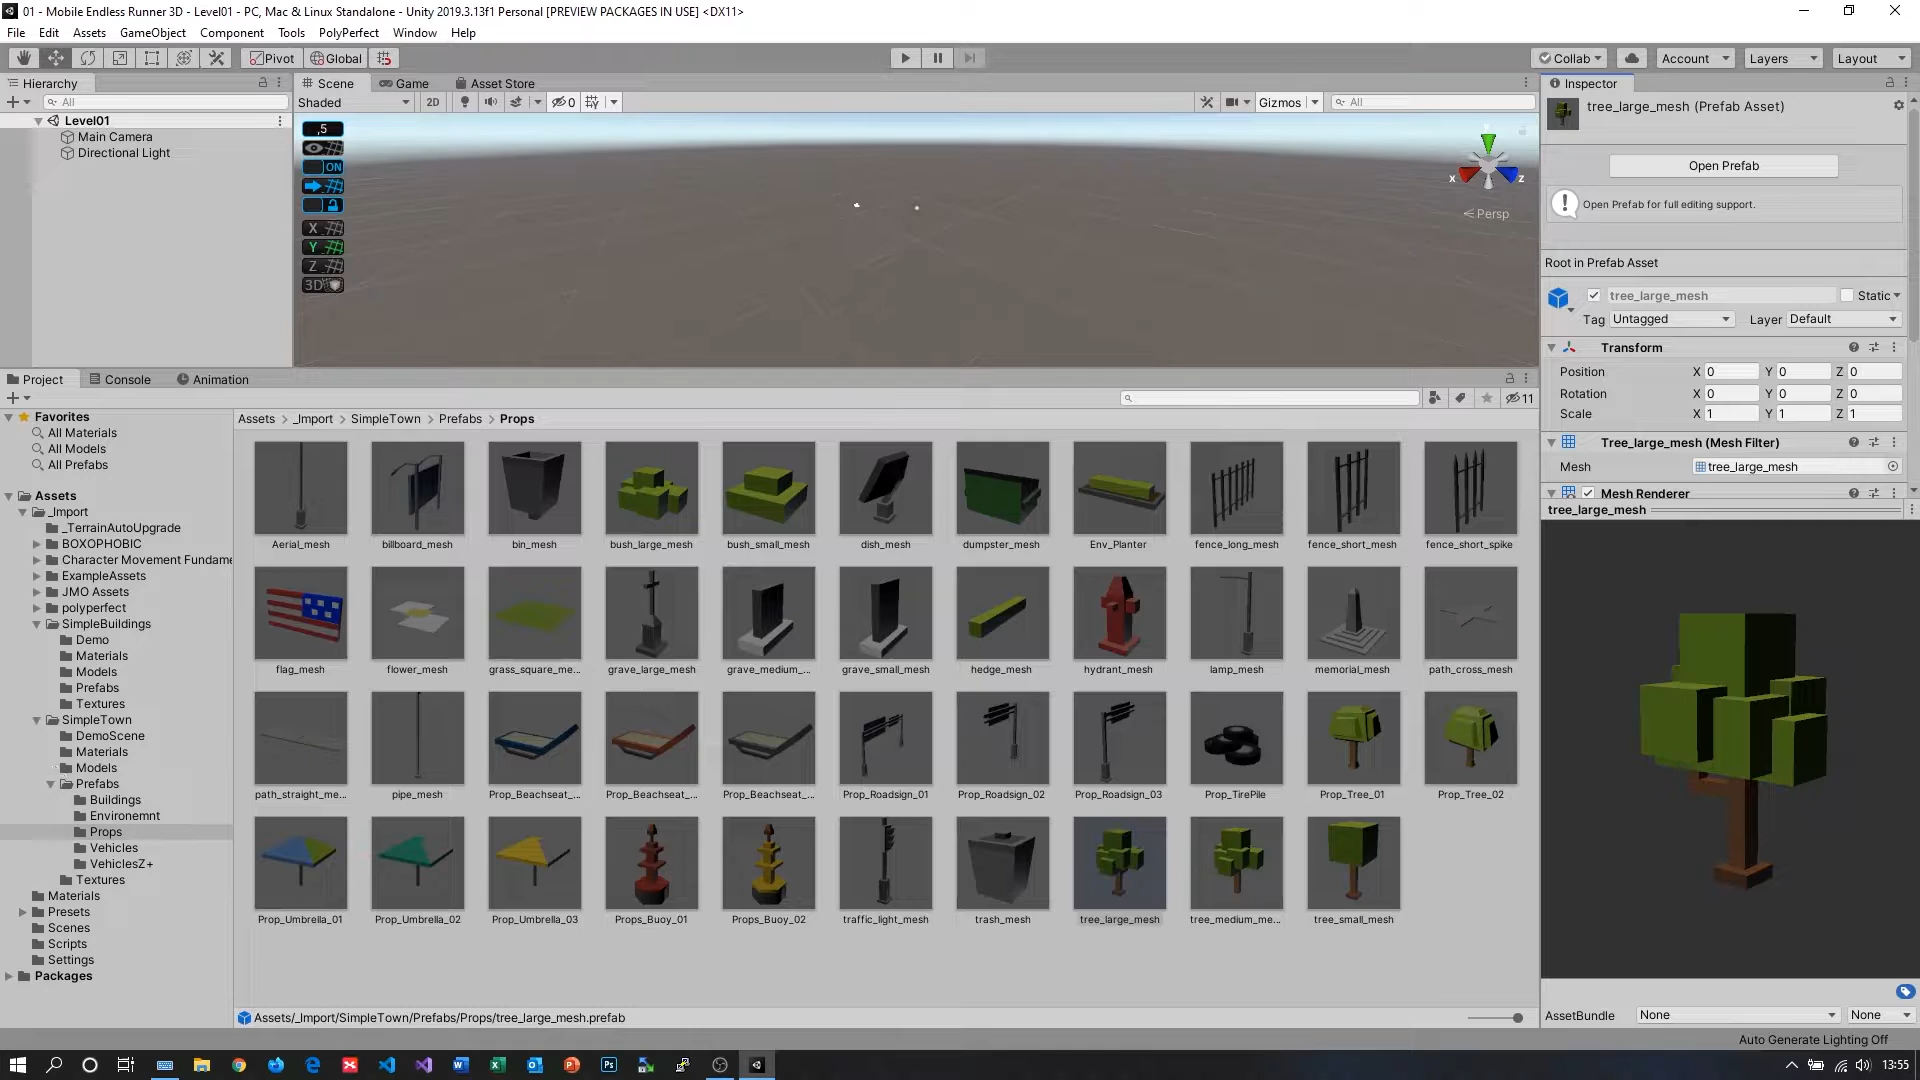 01 - Mobile Endless Runner 3D - Level01 - PC, Mac & Linux Standalone - Unity 2019.3.13f1 Personal [PREVIEW PACKAGES IN USE] <DX11>
File Edit Assets GameObject Component Tools PolyPerfect Window Help
Pivot Global Collab Account Layers Layout
Hierarchy Scene Game Asset Store Inspector
All Shaded 2D 0 Gizmos All
Level01
Main Camera
Directional Light
,5
ON
X
Y
Z
3D
x z
Persp
tree_large_mesh (Prefab Asset)
Open Prefab
Open Prefab for full editing support.
Root in Prefab Asset
tree_large_mesh Static
Tag Untagged Layer Default
Transform
Position X 0 Y 0 Z 0
Rotation X 0 Y 0 Z 0
Scale X 1 Y 1 Z 1
Tree_large_mesh (Mesh Filter)
Mesh tree_large_mesh
Mesh Renderer
tree_large_mesh
Project Console Animation
11
Favorites
All Materials
All Models
All Prefabs
Assets
_Import
_TerrainAutoUpgrade
BOXOPHOBIC
Character Movement Fundame
ExampleAssets
JMO Assets
polyperfect
SimpleBuildings
Demo
Materials
Models
Prefabs
Textures
SimpleTown
DemoScene
Materials
Models
Prefabs
Buildings
Environemnt
Props
Vehicles
VehiclesZ+
Textures
Materials
Presets
Scenes
Scripts
Settings
Packages
Assets > _Import > SimpleTown > Prefabs > Props
Aerial_mesh billboard_mesh bin_mesh bush_large_mesh bush_small_mesh dish_mesh dumpster_mesh Env_Planter fence_long_mesh fence_short_mesh fence_short_spike
flag_mesh flower_mesh grass_square_me... grave_large_mesh grave_medium_... grave_small_mesh hedge_mesh hydrant_mesh lamp_mesh memorial_mesh path_cross_mesh
path_straight_me... pipe_mesh Prop_Beachseat_... Prop_Beachseat_... Prop_Beachseat_... Prop_Roadsign_01 Prop_Roadsign_02 Prop_Roadsign_03 Prop_TirePile Prop_Tree_01 Prop_Tree_02
Prop_Umbrella_01 Prop_Umbrella_02 Prop_Umbrella_03 Props_Buoy_01 Props_Buoy_02 traffic_light_mesh trash_mesh tree_large_mesh tree_medium_me... tree_small_mesh
Assets/_Import/SimpleTown/Prefabs/Props/tree_large_mesh.prefab
AssetBundle None None
Auto Generate Lighting Off
13:55